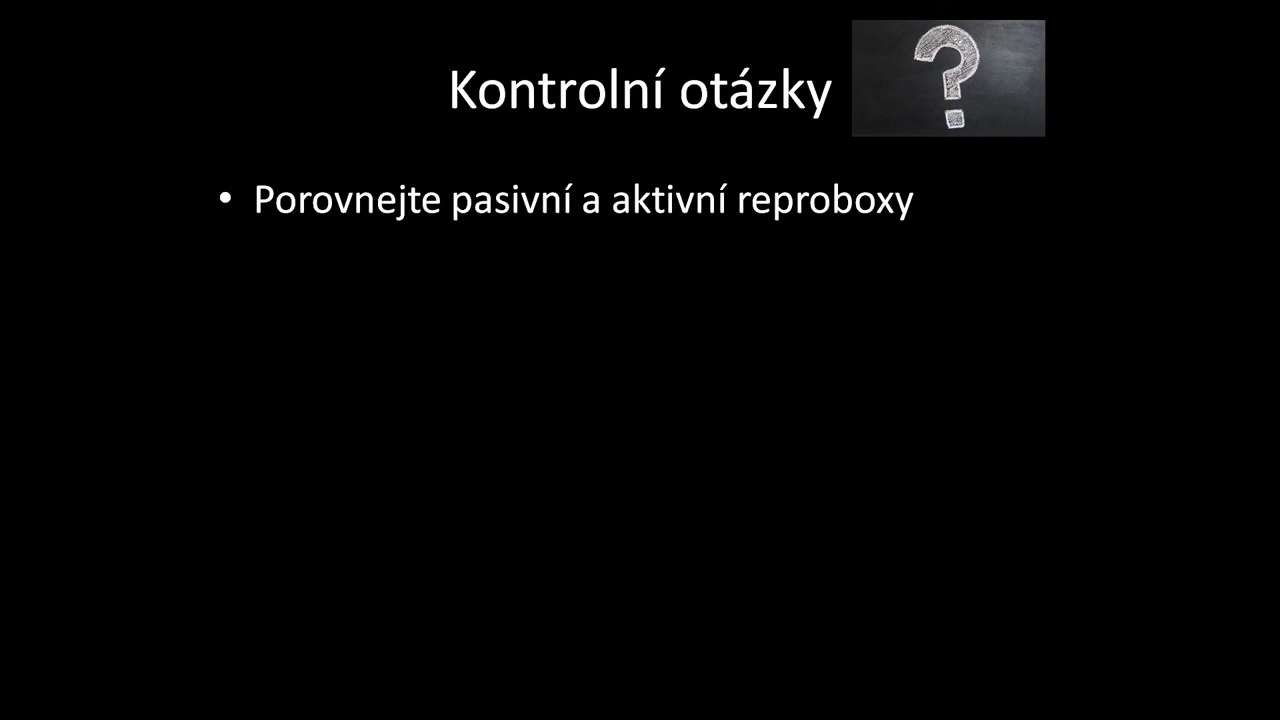 Kontrolní otázky
• Porovnejte pasivní a aktivní reproboxy